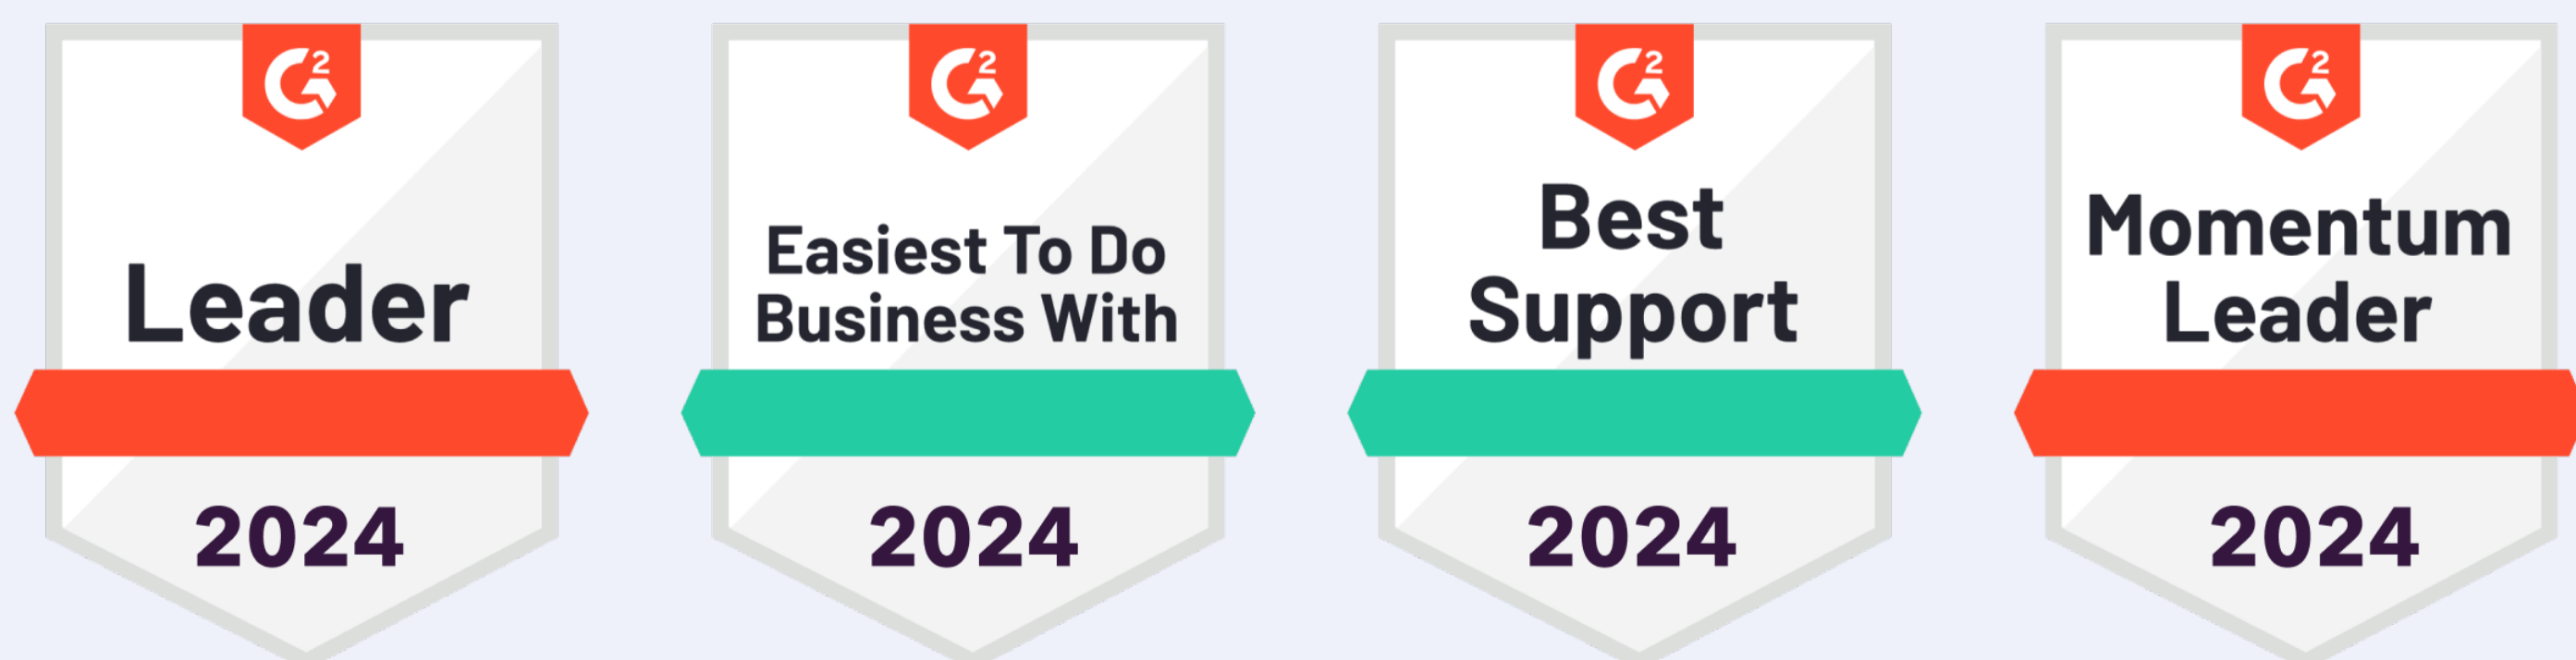 G2
Leader
2024
G2
Easiest To Do
Business With
2024
G2
Best
Support
2024
G2
Momentum
Leader
2024